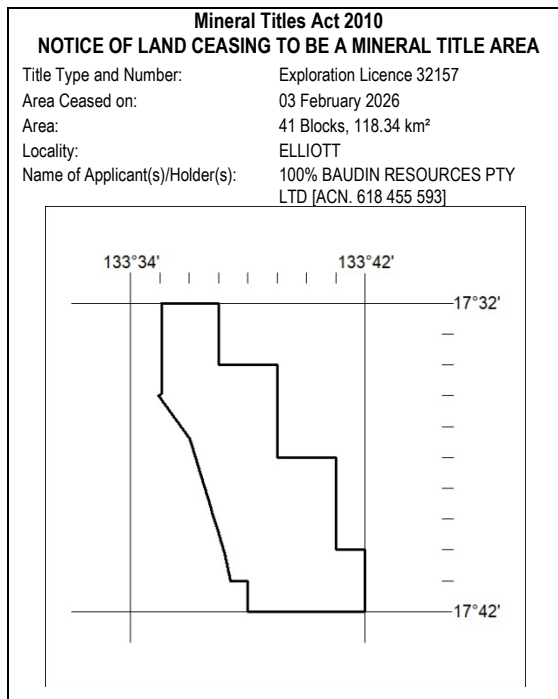 Mineral Titles Act 2010
NOTICE OF LAND CEASING TO BE A MINERAL TITLE AREA
Title Type and Number: Exploration Licence 32157
Area Ceased on: 03 February 2026
Area: 41 Blocks, 118.34 km²
Locality: ELLIOTT
Name of Applicant(s)/Holder(s): 100% BAUDIN RESOURCES PTY
LTD [ACN. 618 455 593]
133°34' 133°42'
17°32'
17°42'